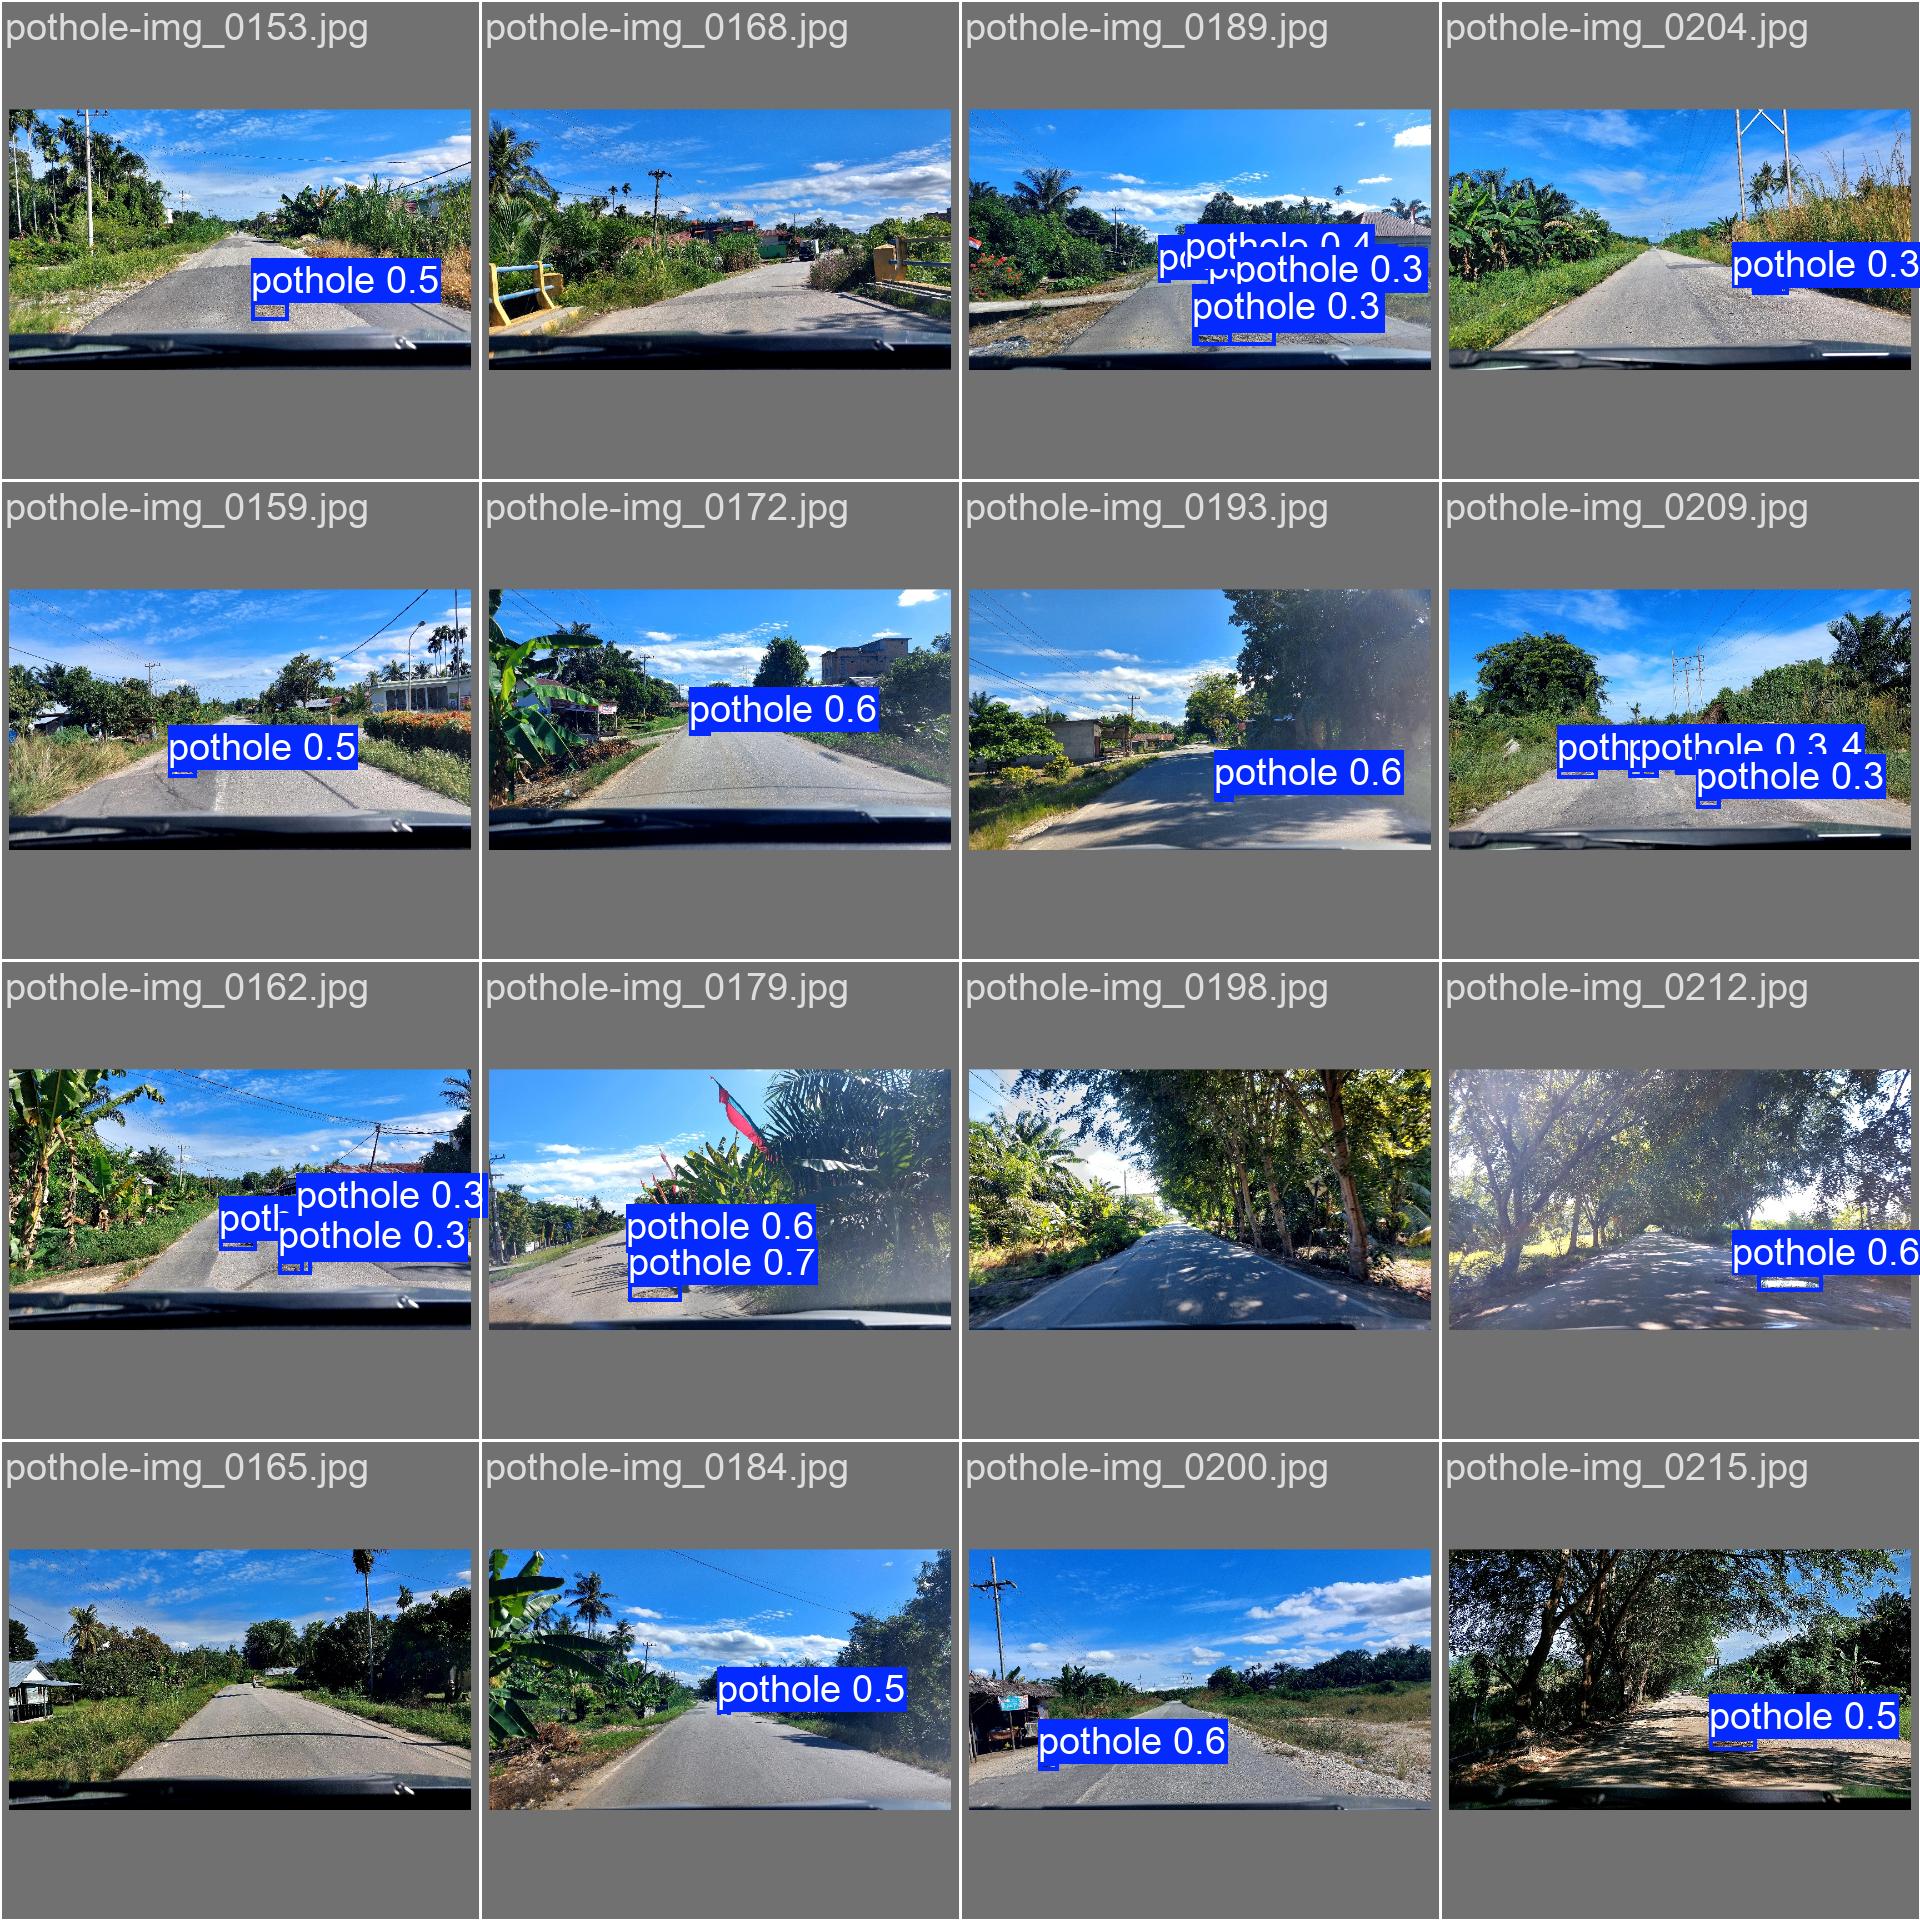 pothole-img_0153.jpg
pothole 0.5
pothole-img_0168.jpg
pothole-img_0189.jpg
pothole 0.4
pothole 0.3
pothole 0.3
pothole-img_0204.jpg
pothole 0.3
pothole-img_0159.jpg
pothole 0.5
pothole-img_0172.jpg
pothole 0.6
pothole-img_0193.jpg
pothole 0.6
pothole-img_0209.jpg
pothole 0.3
pothole 0.3
pothole-img_0162.jpg
pothole 0.3
pothole 0.3
pothole-img_0179.jpg
pothole 0.6
pothole 0.7
pothole-img_0198.jpg
pothole-img_0212.jpg
pothole 0.6
pothole-img_0165.jpg
pothole-img_0184.jpg
pothole 0.5
pothole-img_0200.jpg
pothole 0.6
pothole-img_0215.jpg
pothole 0.5